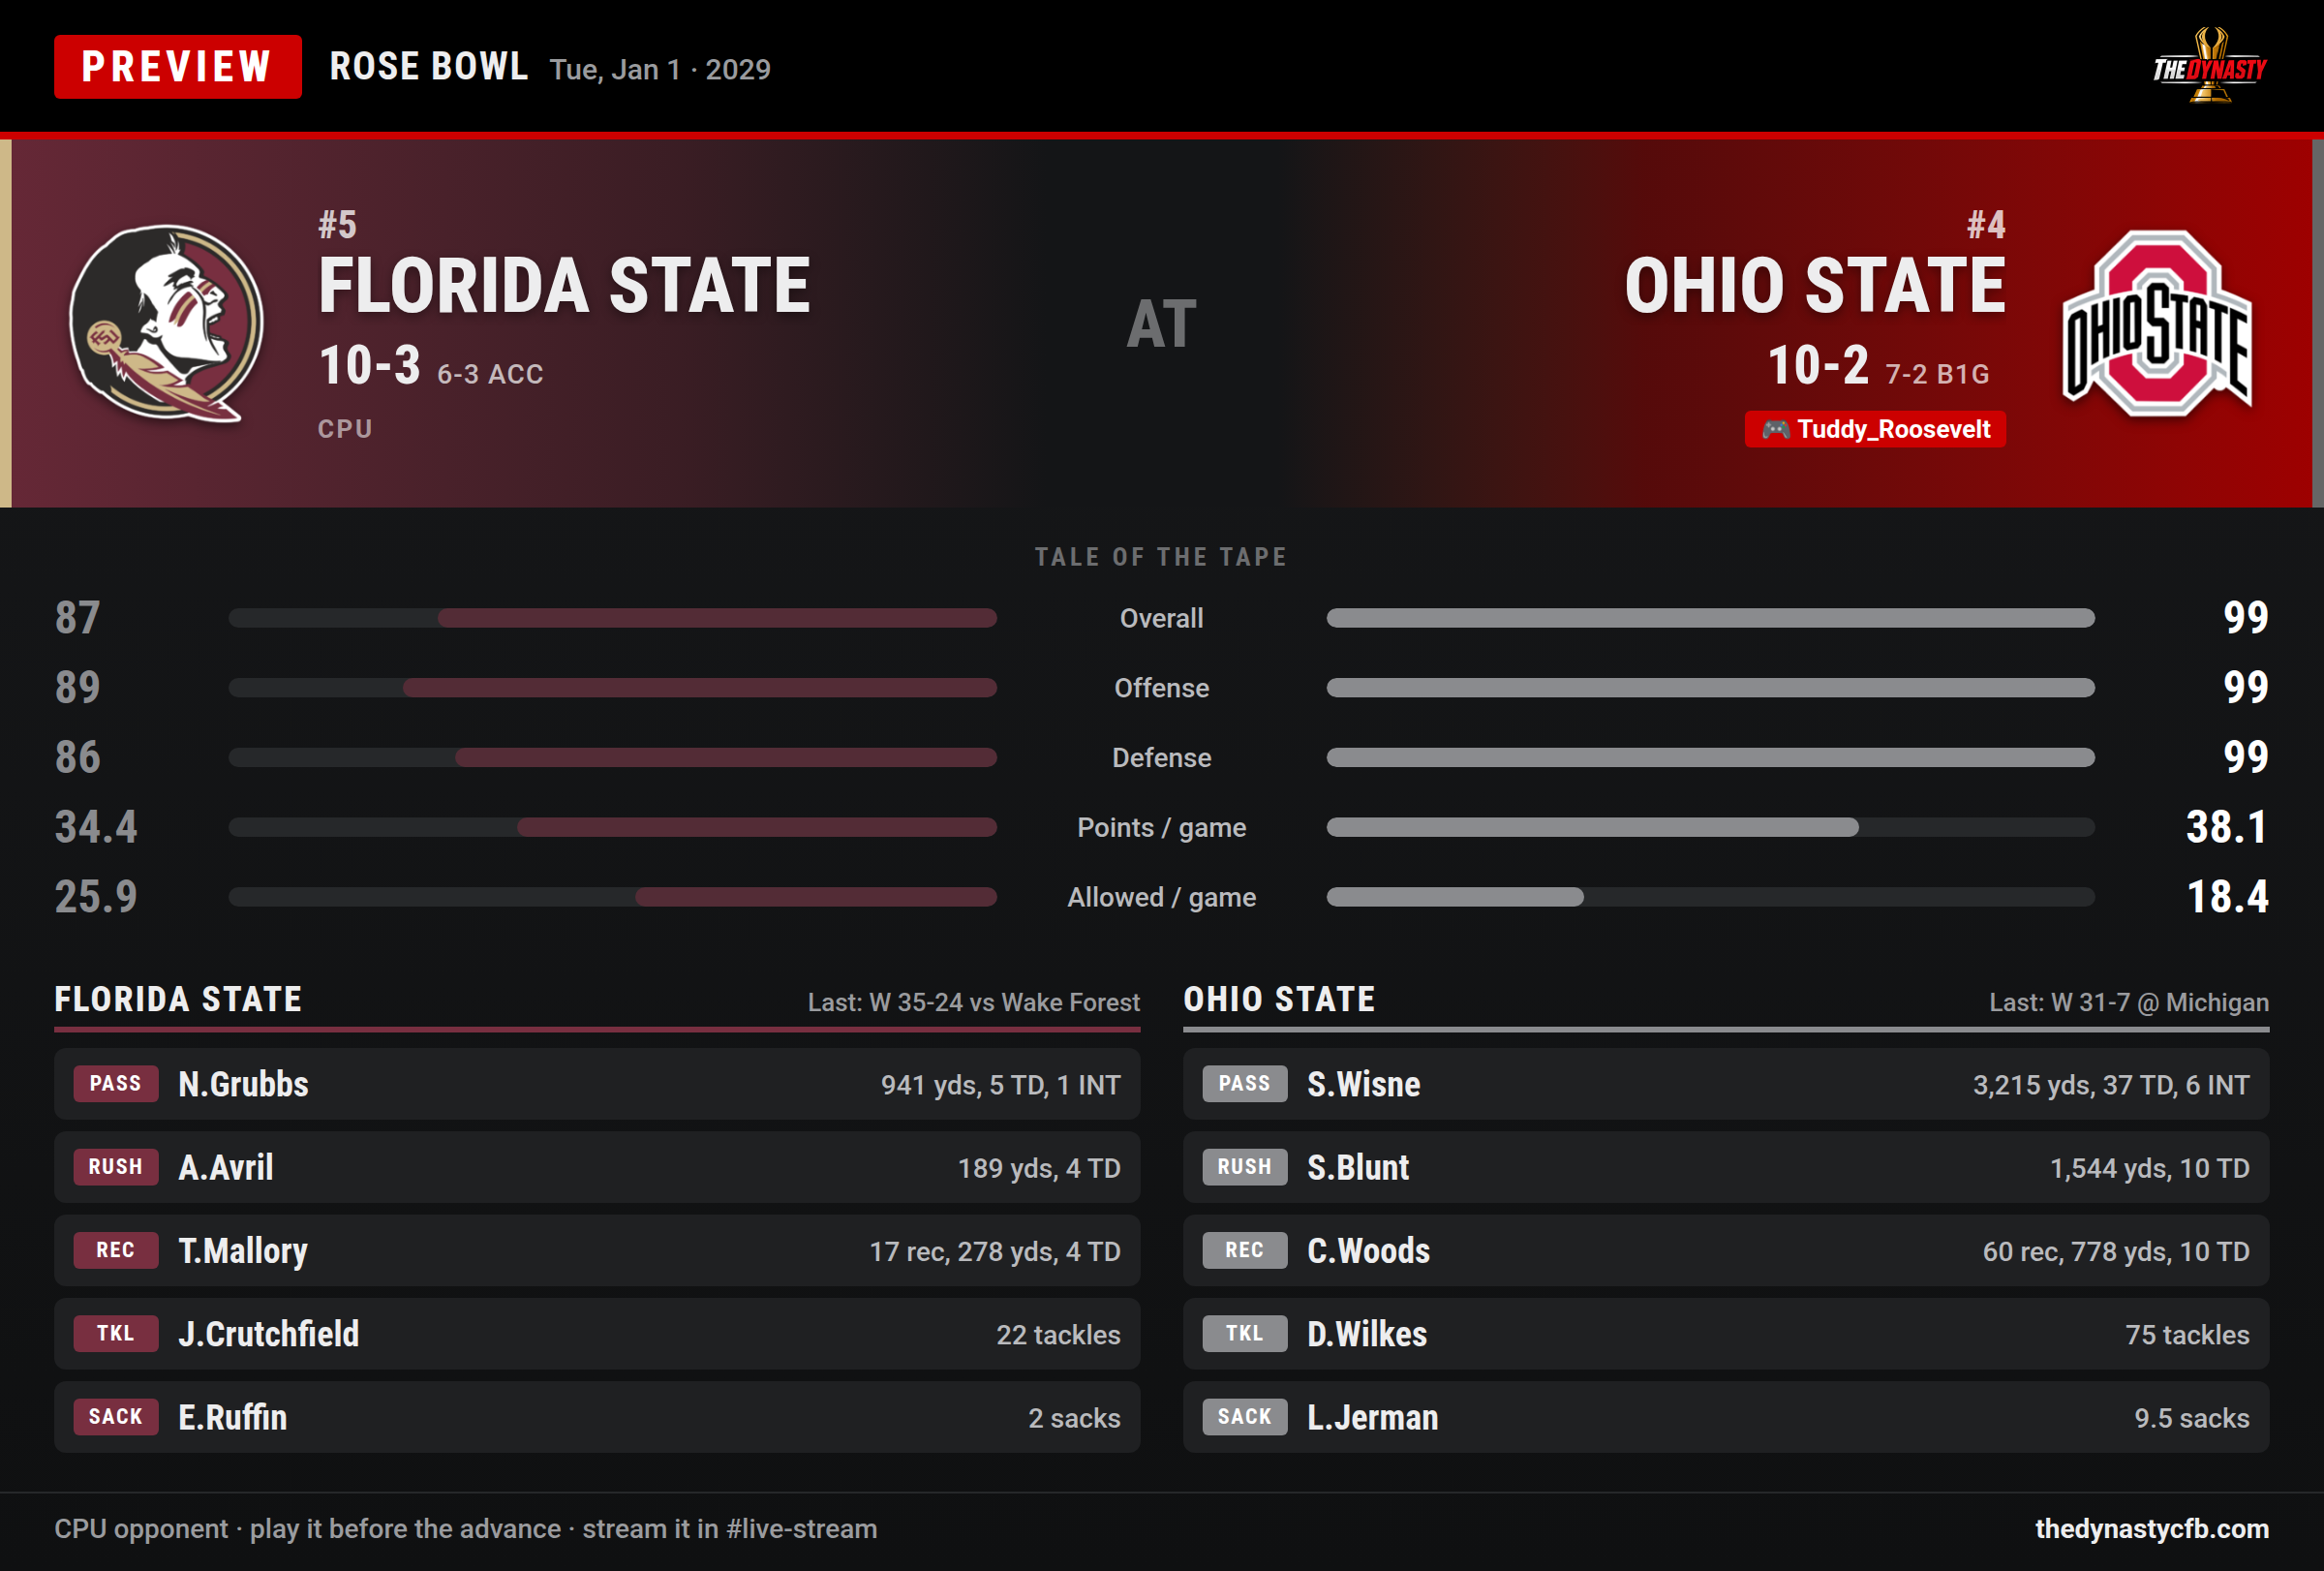 PREVIEW ROSE BOWL Tue, Jan 1 · 2029
THE DYNASTY
#5
FLORIDA STATE
10-3 6-3 ACC
CPU
AT
#4
OHIO STATE
10-2 7-2 B1G
🎮 Tuddy_Roosevelt
OHIO STATE
TALE OF THE TAPE
87 Overall 99
89 Offense 99
86 Defense 99
34.4 Points / game 38.1
25.9 Allowed / game 18.4
FLORIDA STATE Last: W 35-24 vs Wake Forest
PASS N.Grubbs 941 yds, 5 TD, 1 INT
RUSH A.Avril 189 yds, 4 TD
REC T.Mallory 17 rec, 278 yds, 4 TD
TKL J.Crutchfield 22 tackles
SACK E.Ruffin 2 sacks
OHIO STATE Last: W 31-7 @ Michigan
PASS S.Wisne 3,215 yds, 37 TD, 6 INT
RUSH S.Blunt 1,544 yds, 10 TD
REC C.Woods 60 rec, 778 yds, 10 TD
TKL D.Wilkes 75 tackles
SACK L.Jerman 9.5 sacks
CPU opponent · play it before the advance · stream it in #live-stream
thedynastycfb.com